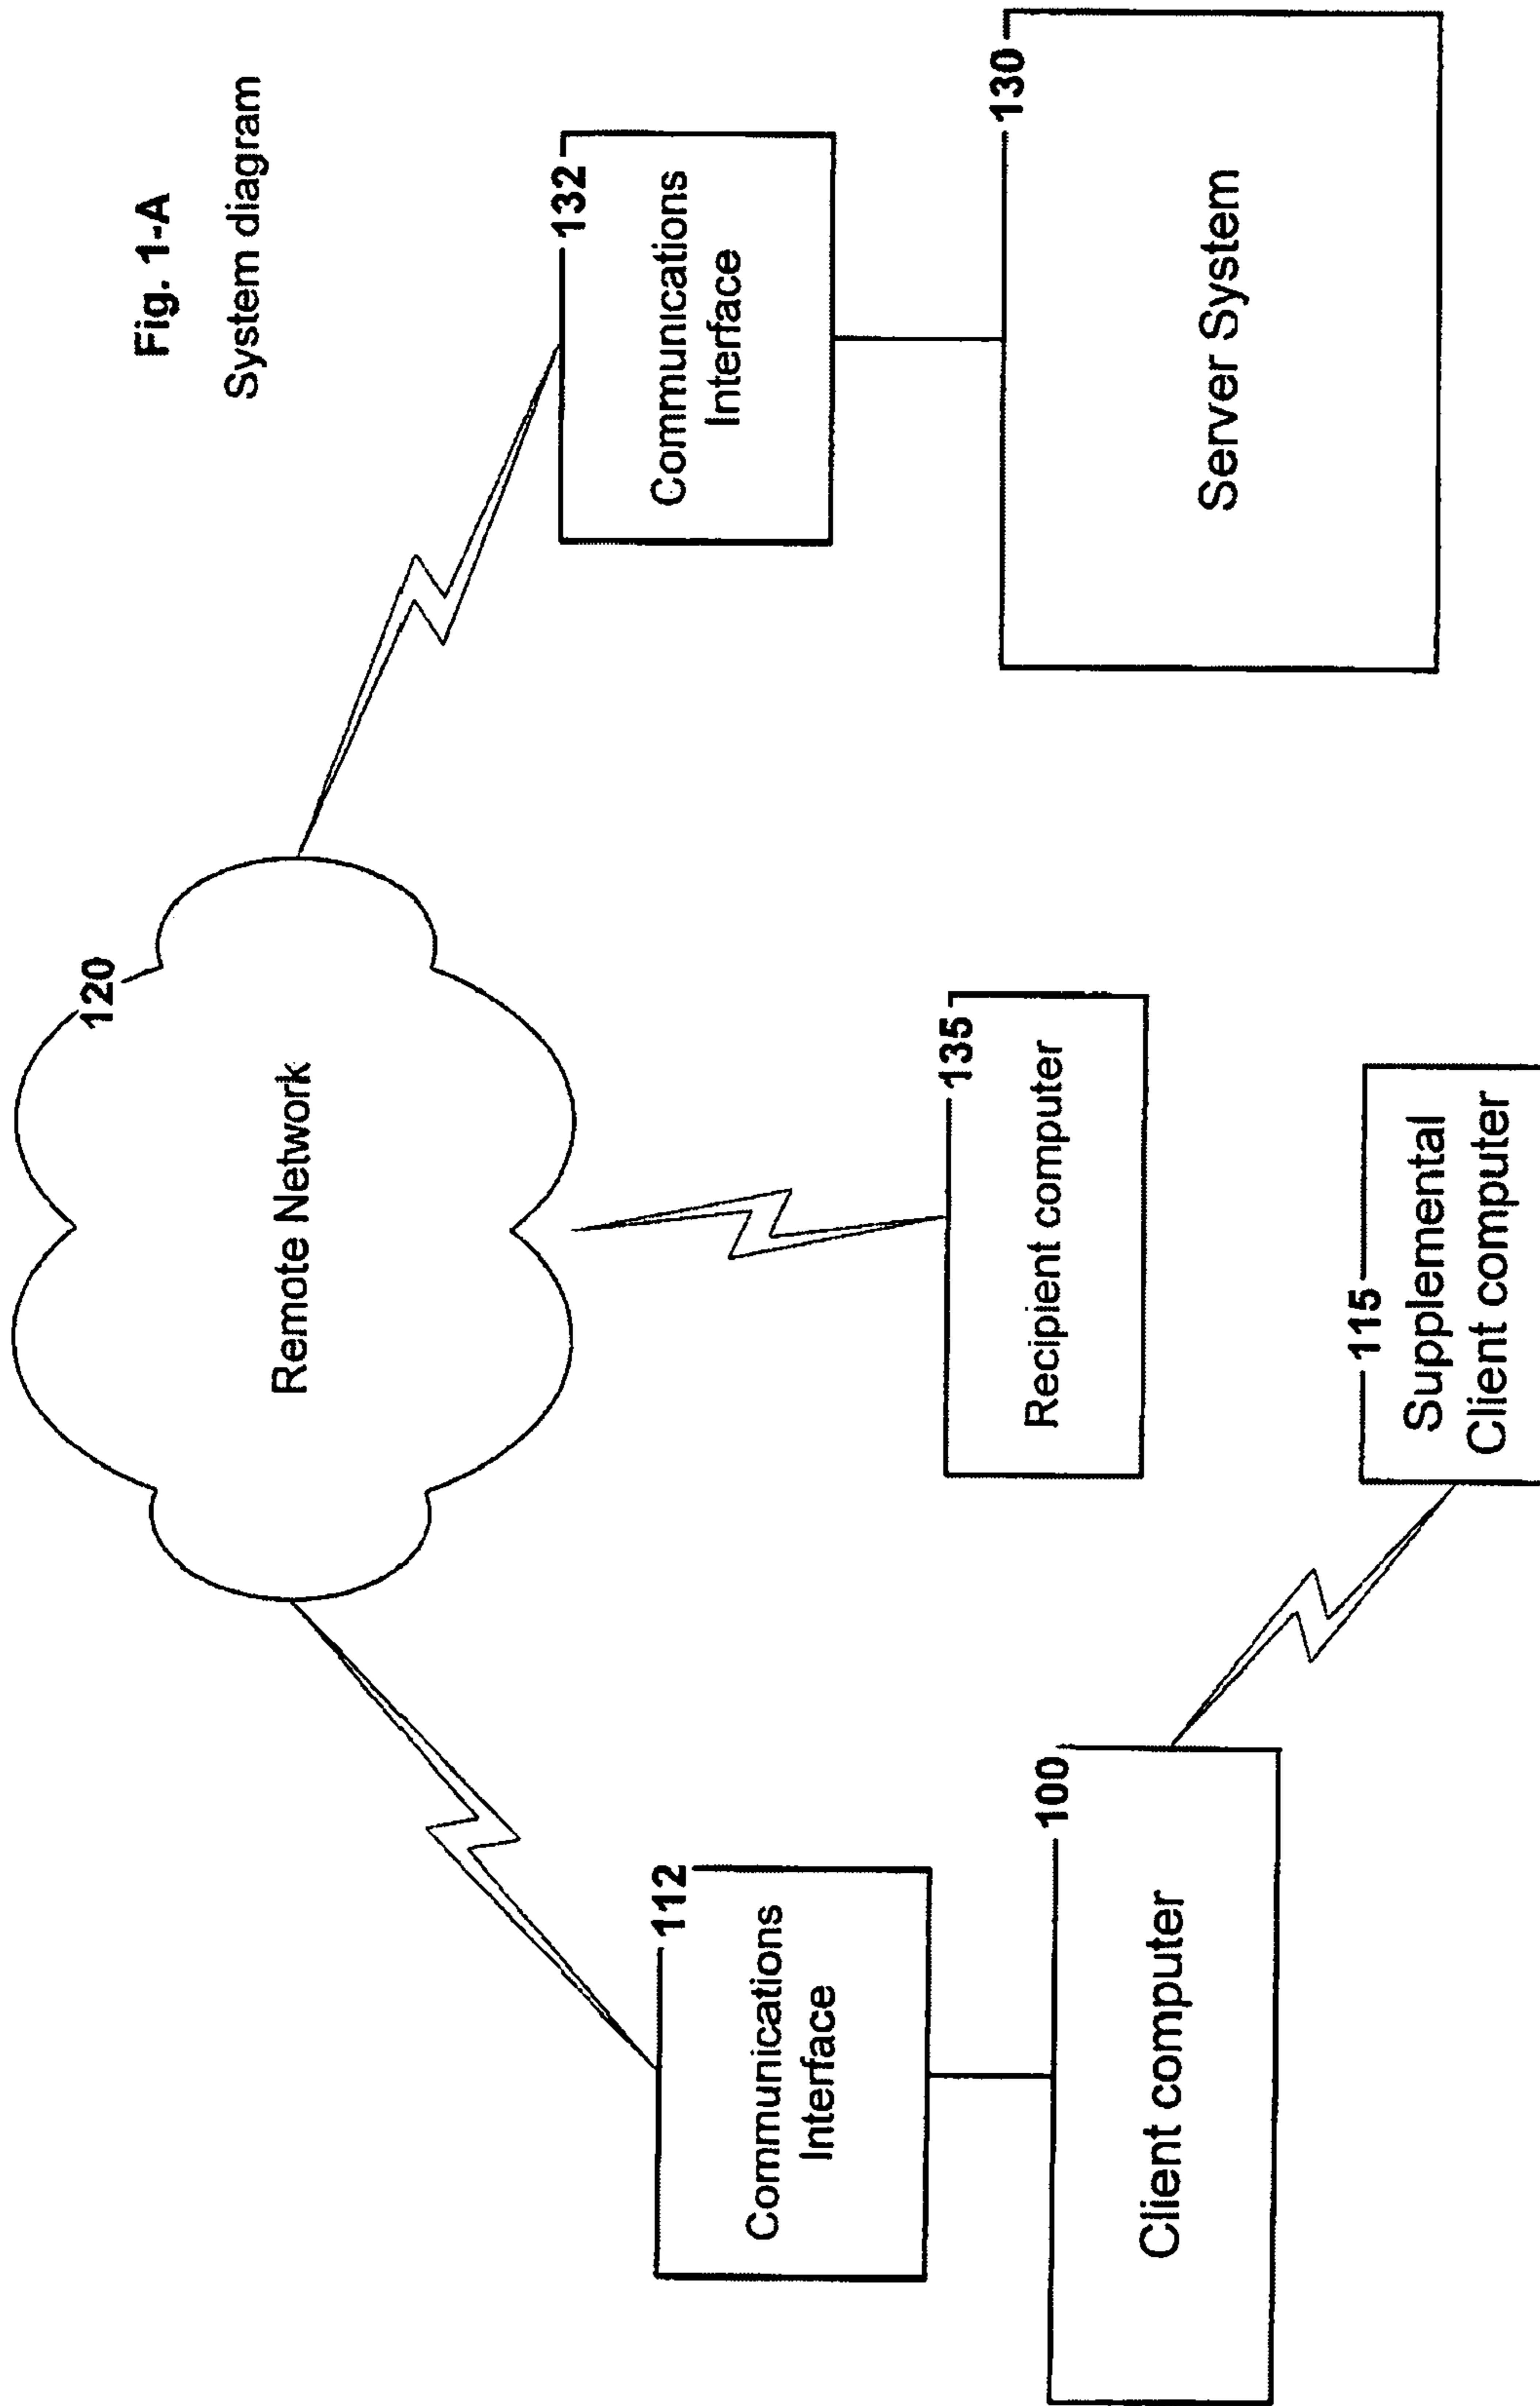 Fig. 1-A
System diagram
120
Remote Network
132
Communications
Interface
130
Server System
135
Recipient computer
112
Communications
Interface
100
Client computer
115
Supplemental
Client computer